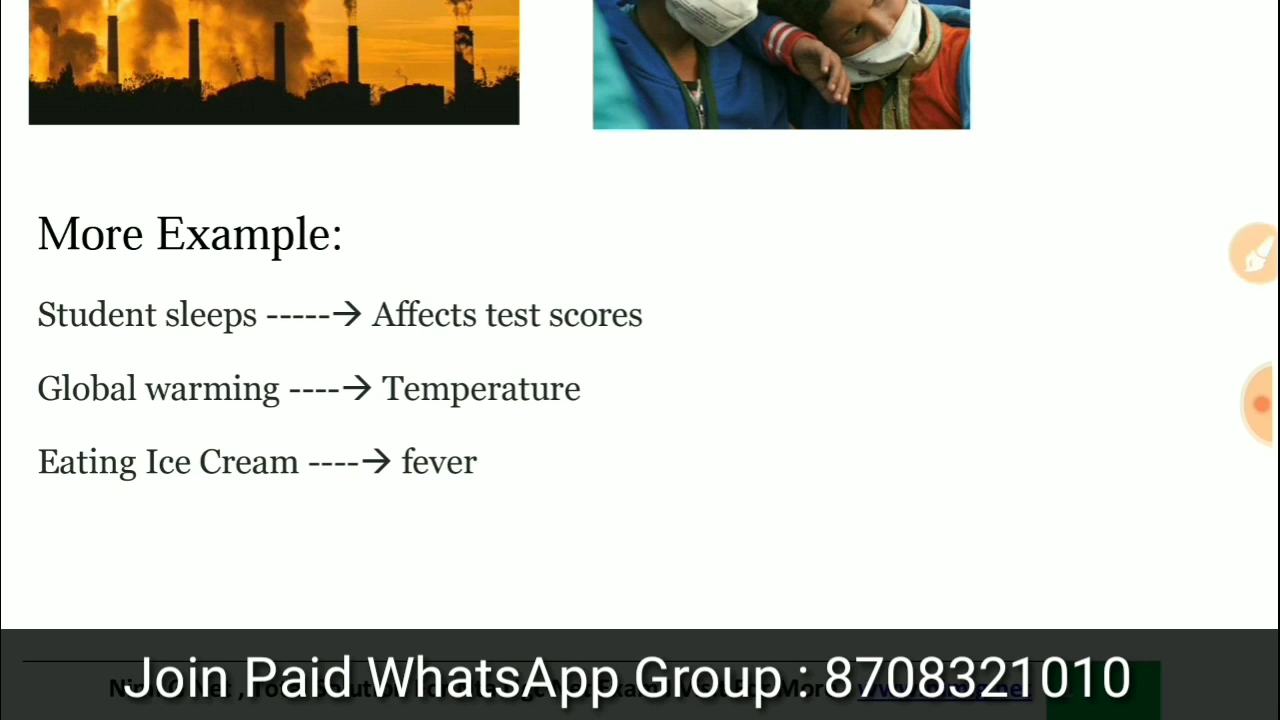 More Example:
Student sleeps -----→ Affects test scores
Global warming ----→ Temperature
Eating Ice Cream ----→ fever
Join Paid WhatsApp Group : 8708321010